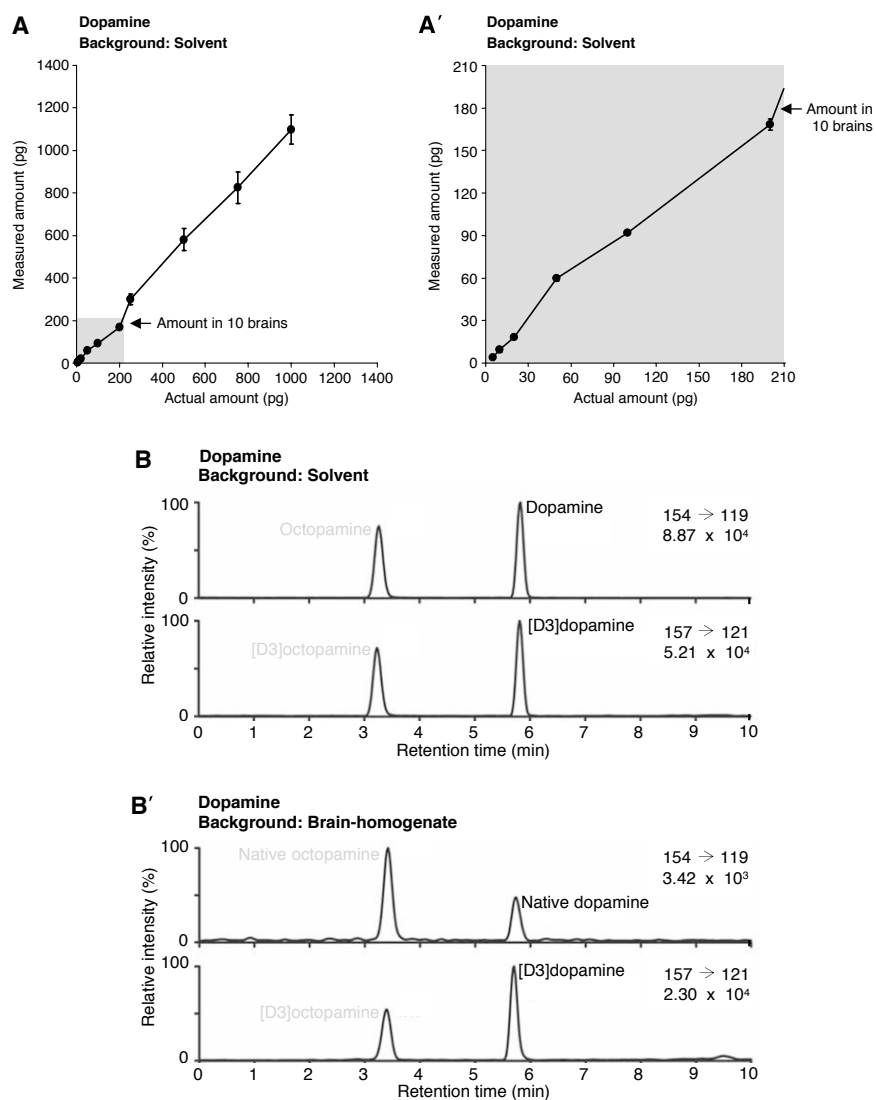 A
Dopamine
Background: Solvent
1400
1200
1000
800
600
400
200
0
Measured amount (pg)
Amount in 10 brains
0 200 400 600 800 1000 1200 1400
Actual amount (pg)
A′
Dopamine
Background: Solvent
210
180
150
120
90
60
30
0
Measured amount (pg)
Amount in
10 brains
0 30 60 90 120 150 180 210
Actual amount (pg)
B
Dopamine
Background: Solvent
Relative intensity (%)
100
0
Octopamine
Dopamine
154 → 119
8.87 x 10⁴
100
0
[D3]octopamine
[D3]dopamine
157 → 121
5.21 x 10⁴
0 1 2 3 4 5 6 7 8 9 10
Retention time (min)
B′
Dopamine
Background: Brain-homogenate
Relative intensity (%)
100
0
Native octopamine
Native dopamine
154 → 119
3.42 x 10³
100
0
[D3]octopamine
[D3]dopamine
157 → 121
2.30 x 10⁴
0 1 2 3 4 5 6 7 8 9 10
Retention time (min)